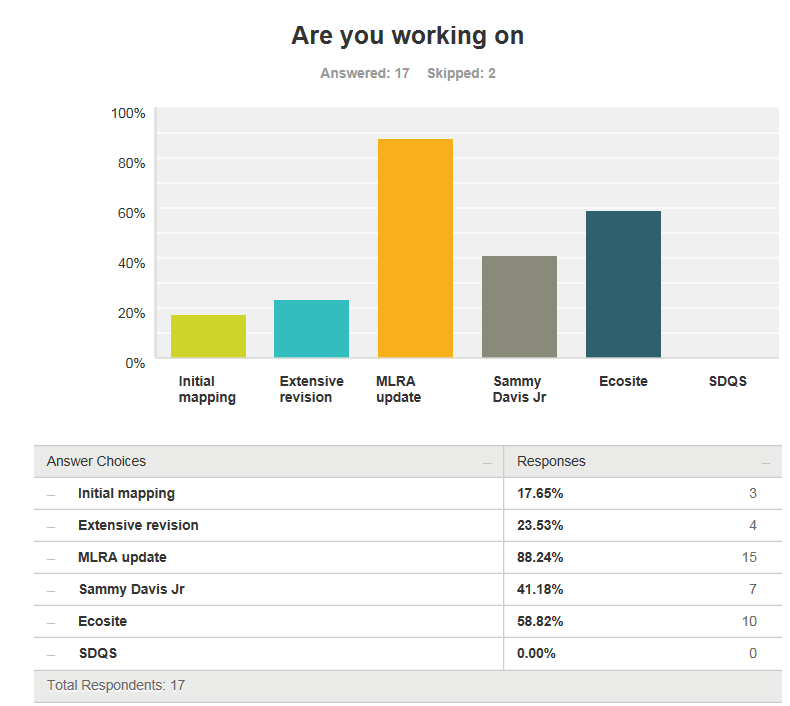 Are you working on
Answered: 17 Skipped: 2
100%
80%
60%
40%
20%
0%
Initial mapping
Extensive revision
MLRA update
Sammy Davis Jr
Ecosite
SDQS
Answer Choices – Responses –
– Initial mapping 17.65% 3
– Extensive revision 23.53% 4
– MLRA update 88.24% 15
– Sammy Davis Jr 41.18% 7
– Ecosite 58.82% 10
– SDQS 0.00% 0
Total Respondents: 17